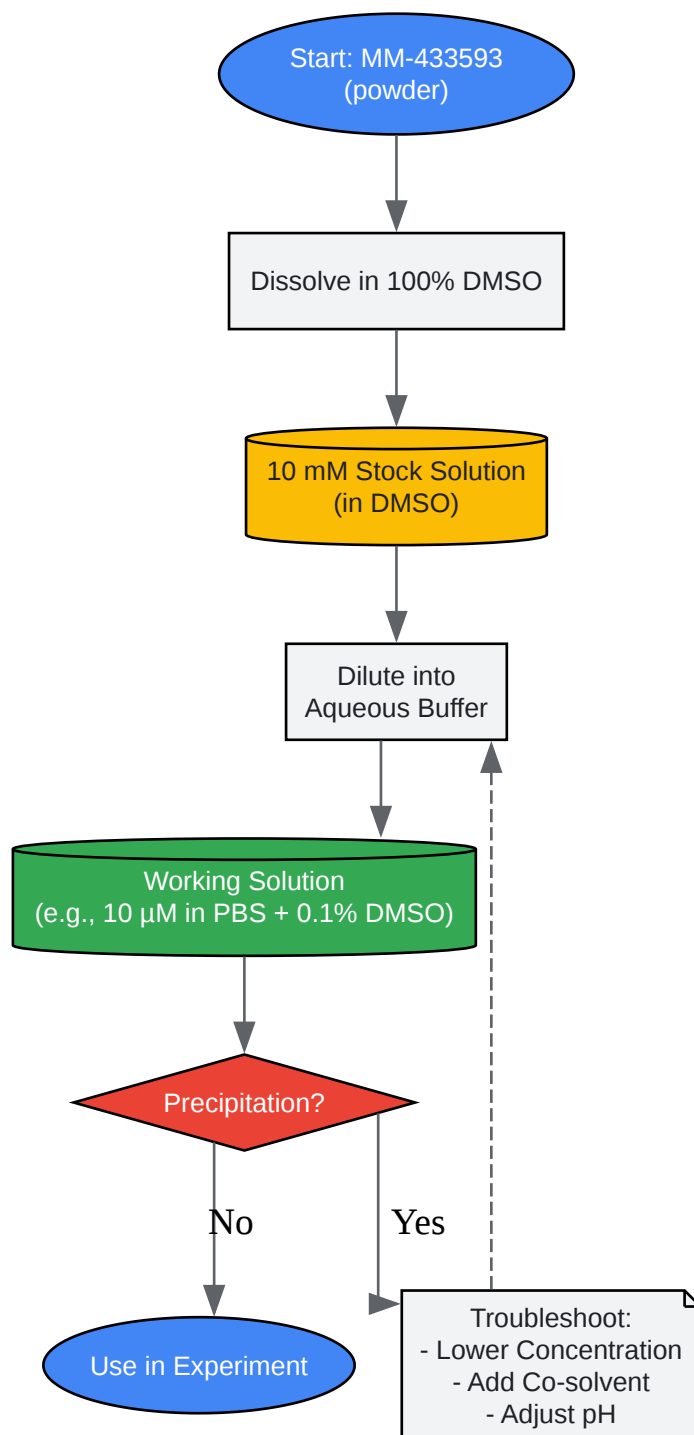 Start: MM-433593
(powder)
Dissolve in 100% DMSO
10 mM Stock Solution
(in DMSO)
Dilute into
Aqueous Buffer
Working Solution
(e.g., 10 µM in PBS + 0.1% DMSO)
Precipitation?
No
Yes
Use in Experiment
Troubleshoot:
- Lower Concentration
- Add Co-solvent
- Adjust pH